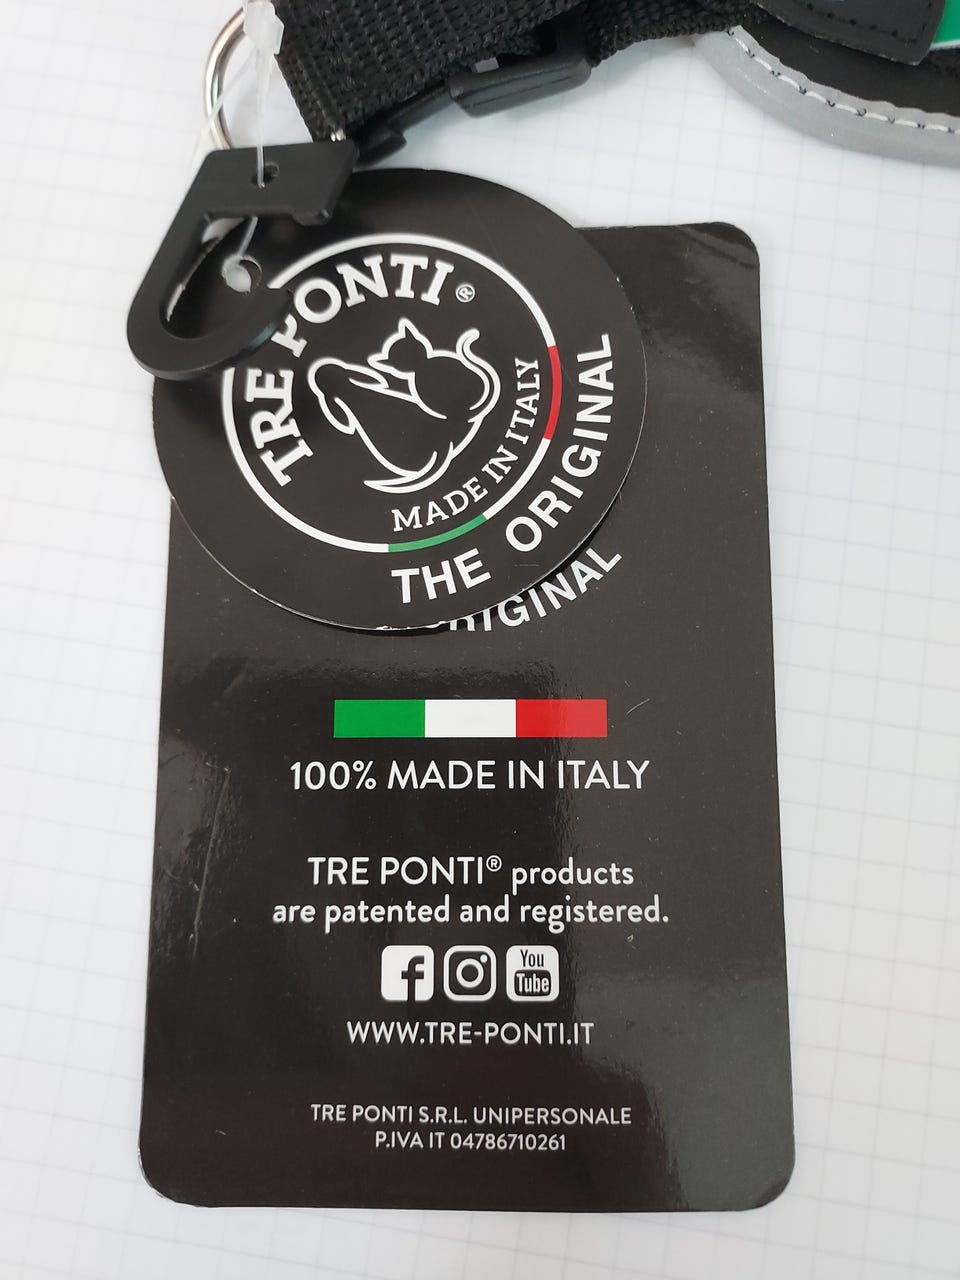 TRE PONTI®
MADE IN ITALY
THE ORIGINAL
ORIGINAL
100% MADE IN ITALY
TRE PONTI® products
are patented and registered.
f
You
Tube
WWW.TRE-PONTI.IT
TRE PONTI S.R.L. UNIPERSONALE
P.IVA IT 04786710261